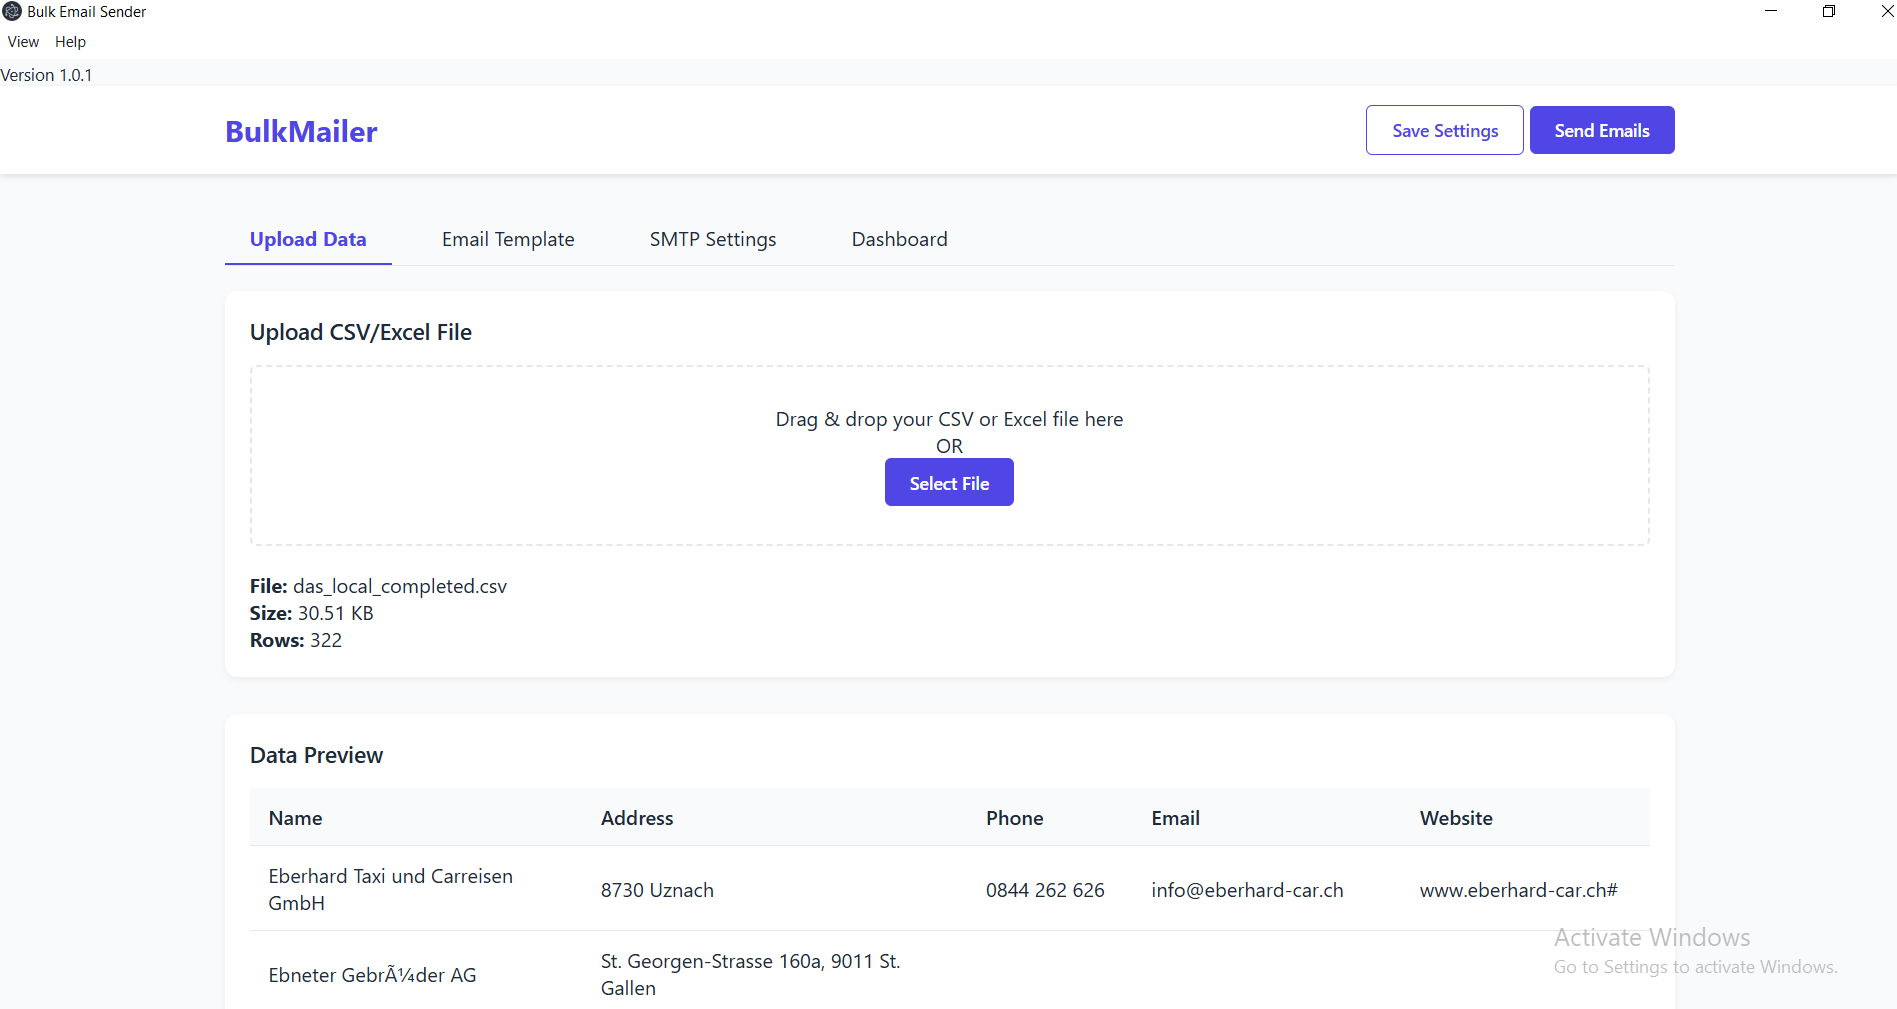 Bulk Email Sender
View Help
Version 1.0.1
BulkMailer
Save Settings
Send Emails
Upload Data
Email Template
SMTP Settings
Dashboard
Upload CSV/Excel File
Drag & drop your CSV or Excel file here
OR
Select File
File: das_local_completed.csv
Size: 30.51 KB
Rows: 322
Data Preview
Name Address Phone Email Website
Eberhard Taxi und Carreisen
GmbH
8730 Uznach
0844 262 626
info@eberhard-car.ch
www.eberhard-car.ch#
Ebneter GebrÃ¼der AG
St. Georgen-Strasse 160a, 9011 St.
Gallen
Activate Windows
Go to Settings to activate Windows.